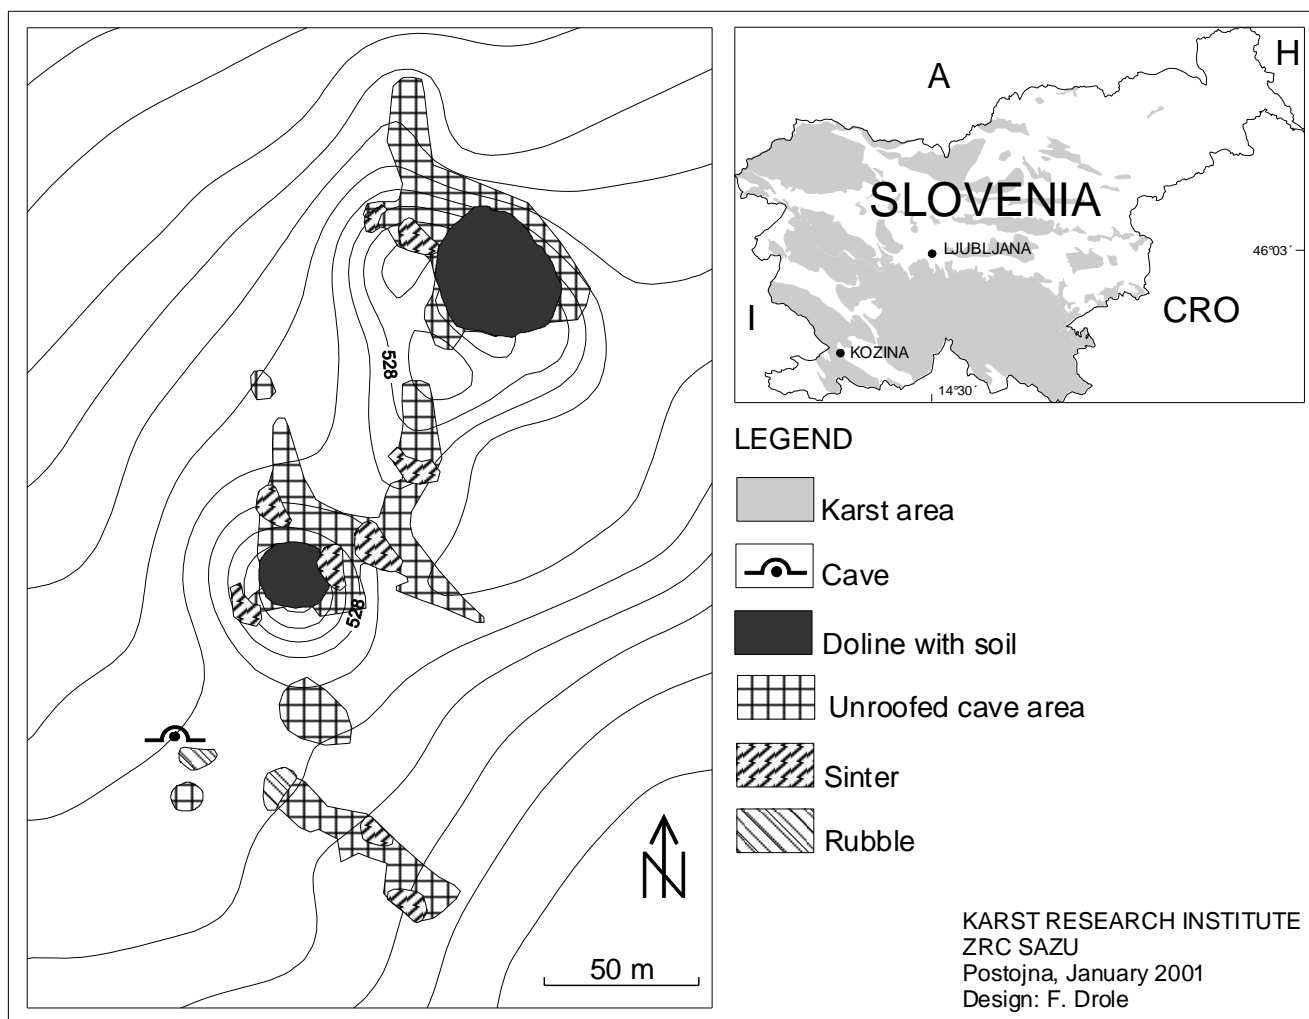 528
528
50 m
A
H
SLOVENIA
LJUBLJANA
46°03´
I
CRO
KOZINA
14°30´
LEGEND
Karst area
Cave
Doline with soil
Unroofed cave area
Sinter
Rubble
N
KARST RESEARCH INSTITUTE
ZRC SAZU
Postojna, January 2001
Design: F. Drole